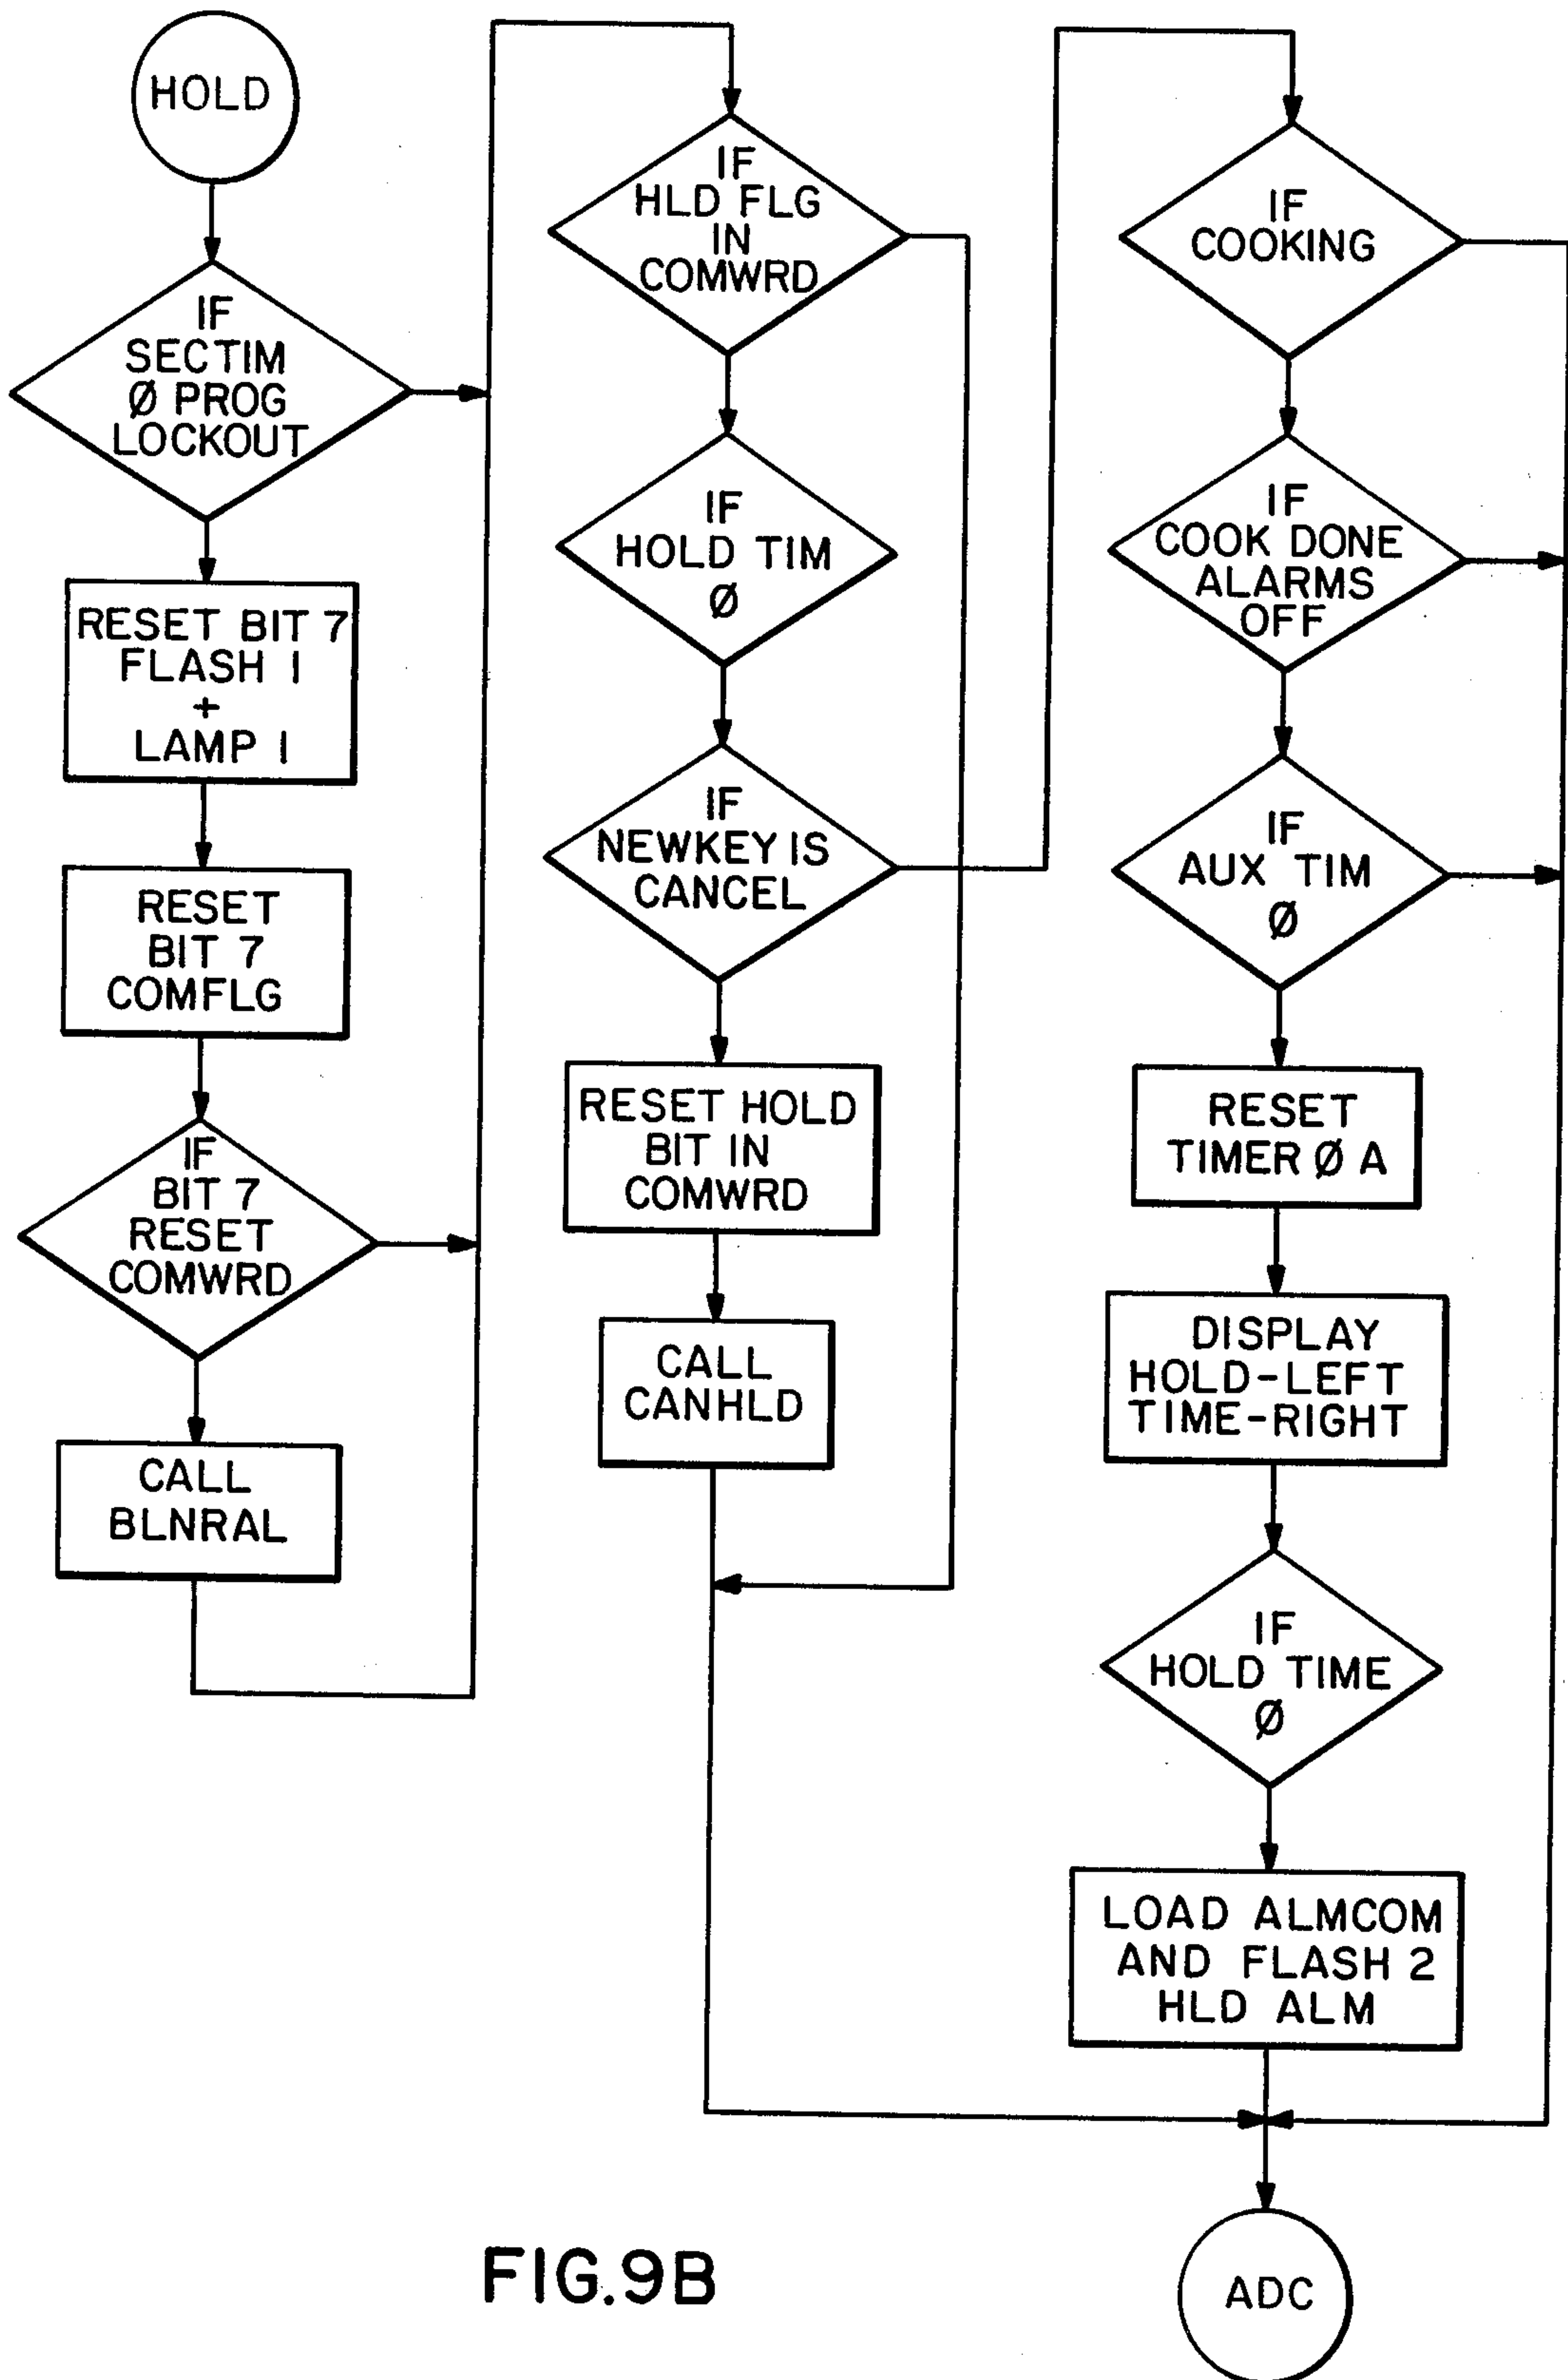 HOLD
IF
SECTIM
Ø PROG
LOCKOUT
RESET BIT 7
FLASH 1
+
LAMP 1
RESET
BIT 7
COMFLG
IF
BIT 7
RESET
COMWRD
CALL
BLNRAL
IF
HLD FLG
IN
COMWRD
IF
HOLD TIM
Ø
IF
NEWKEY IS
CANCEL
RESET HOLD
BIT IN
COMWRD
CALL
CANHLD
IF
COOKING
IF
COOK DONE
ALARMS
OFF
IF
AUX TIM
Ø
RESET
TIMER Ø A
DISPLAY
HOLD-LEFT
TIME-RIGHT
IF
HOLD TIME
Ø
LOAD ALMCOM
AND FLASH 2
HLD ALM
ADC
FIG.9B